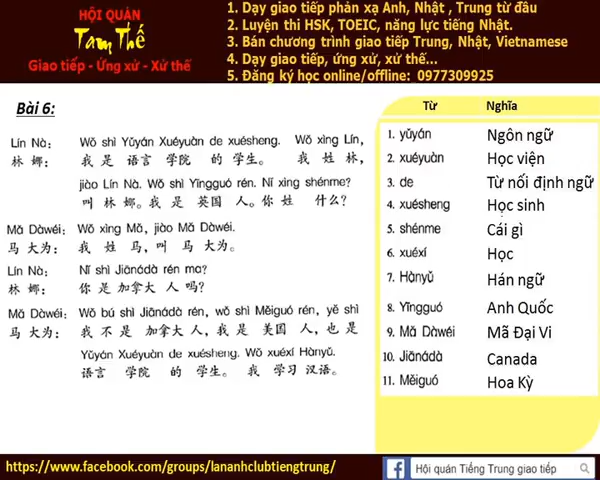 HỘI QUÁN
Tam Thế
Giao tiếp - Ứng xử - Xử thế
1. Dạy giao tiếp phản xạ Anh, Nhật , Trung từ đầu
2. Luyện thi HSK, TOEIC, năng lực tiếng Nhật.
3. Bán chương trình giao tiếp Trung, Nhật, Vietnamese
4. Dạy giao tiếp, ứng xử, xử thế...
5. Đăng ký học online/offline: 0977309925
Bài 6:
Lín Nà: Wǒ shì Yǔyán Xuéyuàn de xuésheng. Wǒ xìng Lín,
林 娜: 我 是 语言 学院 的 学生。 我 姓 林,
jiào Lín Nà. Wǒ shì Yīngguó rén. Nǐ xìng shénme?
叫 林 娜。我 是 英国 人。你 姓 什么?
Mǎ Dàwéi: Wǒ xìng Mǎ, jiào Mǎ Dàwéi.
马 大为: 我 姓 马, 叫 马 大为。
Lín Nà: Nǐ shì Jiānádà rén ma?
林 娜: 你 是 加拿大 人 吗?
Mǎ Dàwéi: Wǒ bú shì Jiānádà rén, wǒ shì Měiguó rén, yě shì
马 大为: 我 不 是 加拿大 人, 我 是 美国 人, 也 是
Yǔyán Xuéyuàn de xuésheng. Wǒ xuéxí Hànyǔ.
语言 学院 的 学生。 我 学习 汉语。
Từ Nghĩa
1. yǔyán Ngôn ngữ
2. xuéyuàn Học viện
3. de Từ nối định ngữ
4. xuésheng Học sinh
5. shénme Cái gì
6. xuéxí Học
7. Hànyǔ Hán ngữ
8. Yīngguó Anh Quốc
9. Mǎ Dàwéi Mã Đại Vi
10. Jiānádà Canada
11. Měiguó Hoa Kỳ
https://www.facebook.com/groups/lananhclubtiengtrung/
f Hội quán Tiếng Trung giao tiếp